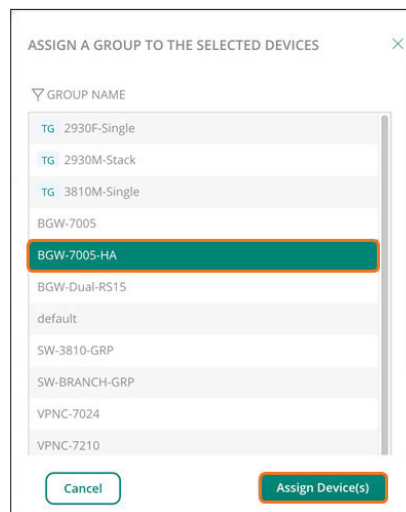 ASSIGN A GROUP TO THE SELECTED DEVICES
GROUP NAME
TG 2930F-Single
TG 2930M-Stack
TG 3810M-Single
BGW-7005
BGW-7005-HA
BGW-Dual-RS15
default
SW-3810-GRP
SW-BRANCH-GRP
VPNC-7024
VPNC-7210
Cancel Assign Device(s)